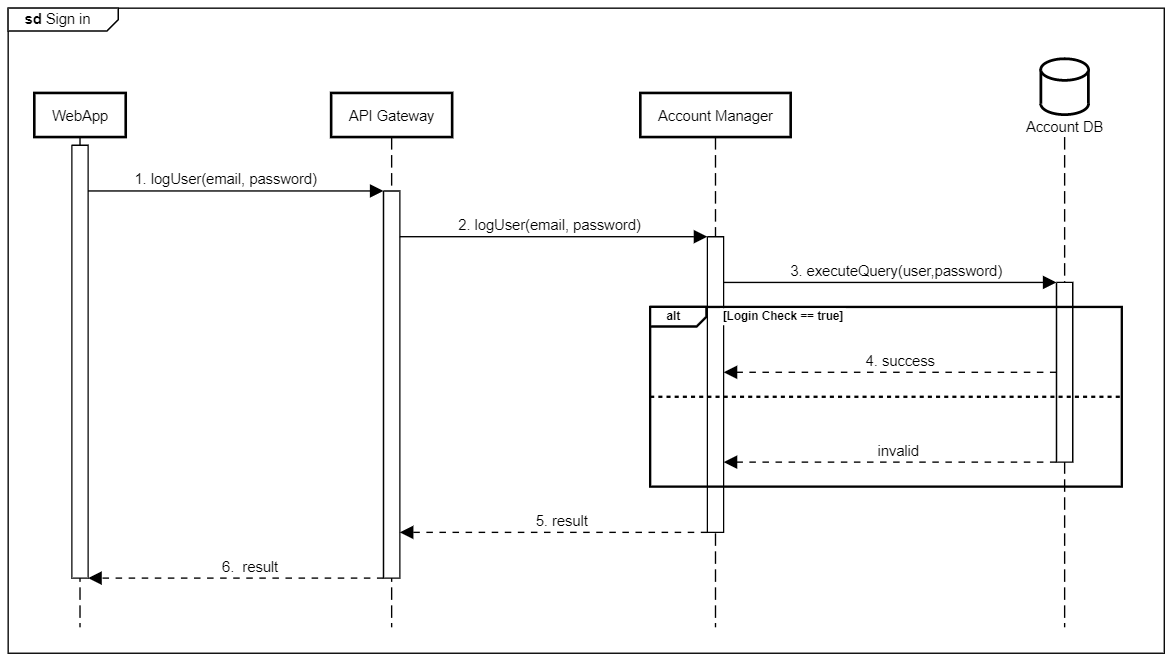 sd Sign in
WebApp
API Gateway
Account Manager
Account DB
1. logUser(email, password)
2. logUser(email, password)
3. executeQuery(user,password)
alt
[Login Check == true]
4. success
invalid
5. result
6. result